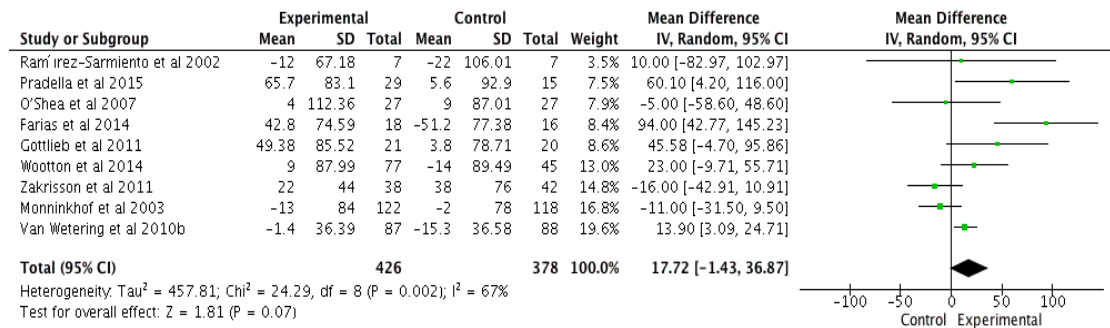 Experimental Control Mean Difference Mean Difference
Study or Subgroup Mean SD Total Mean SD Total Weight IV, Random, 95% CI IV, Random, 95% CI
Ramírez-Sarmiento et al 2002 -12 67.18 7 -22 106.01 7 3.5% 10.00 [-82.97, 102.97]
Pradella et al 2015 65.7 83.1 29 5.6 92.9 15 7.5% 60.10 [4.20, 116.00]
O'Shea et al 2007 4 112.36 27 9 87.01 27 7.9% -5.00 [-58.60, 48.60]
Farias et al 2014 42.8 74.59 18 -51.2 77.38 16 8.4% 94.00 [42.77, 145.23]
Gottlieb et al 2011 49.38 85.52 21 3.8 78.71 20 8.6% 45.58 [-4.70, 95.86]
Wootton et al 2014 9 87.99 77 -14 89.49 45 13.0% 23.00 [-9.71, 55.71]
Zakrisson et al 2011 22 44 38 38 76 42 14.8% -16.00 [-42.91, 10.91]
Monninkhof et al 2003 -13 84 122 -2 78 118 16.8% -11.00 [-31.50, 9.50]
Van Wetering et al 2010b -1.4 36.39 87 -15.3 36.58 88 19.6% 13.90 [3.09, 24.71]
Total (95% CI) 426 378 100.0% 17.72 [-1.43, 36.87]
Heterogeneity: Tau² = 457.81; Chi² = 24.29, df = 8 (P = 0.002); I² = 67%
Test for overall effect: Z = 1.81 (P = 0.07)
-100 -50 0 50 100
Control Experimental